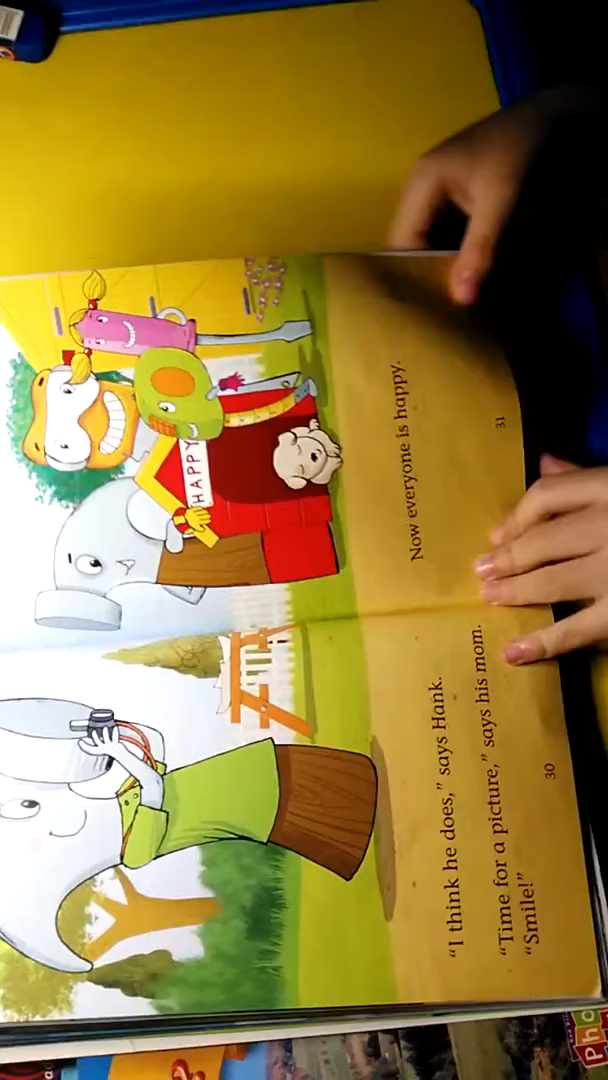 "I think he does," says Hank.
"Time for a picture," says his mom.
"Smile!"
30
HAPPY
Now everyone is happy.
31
Pho